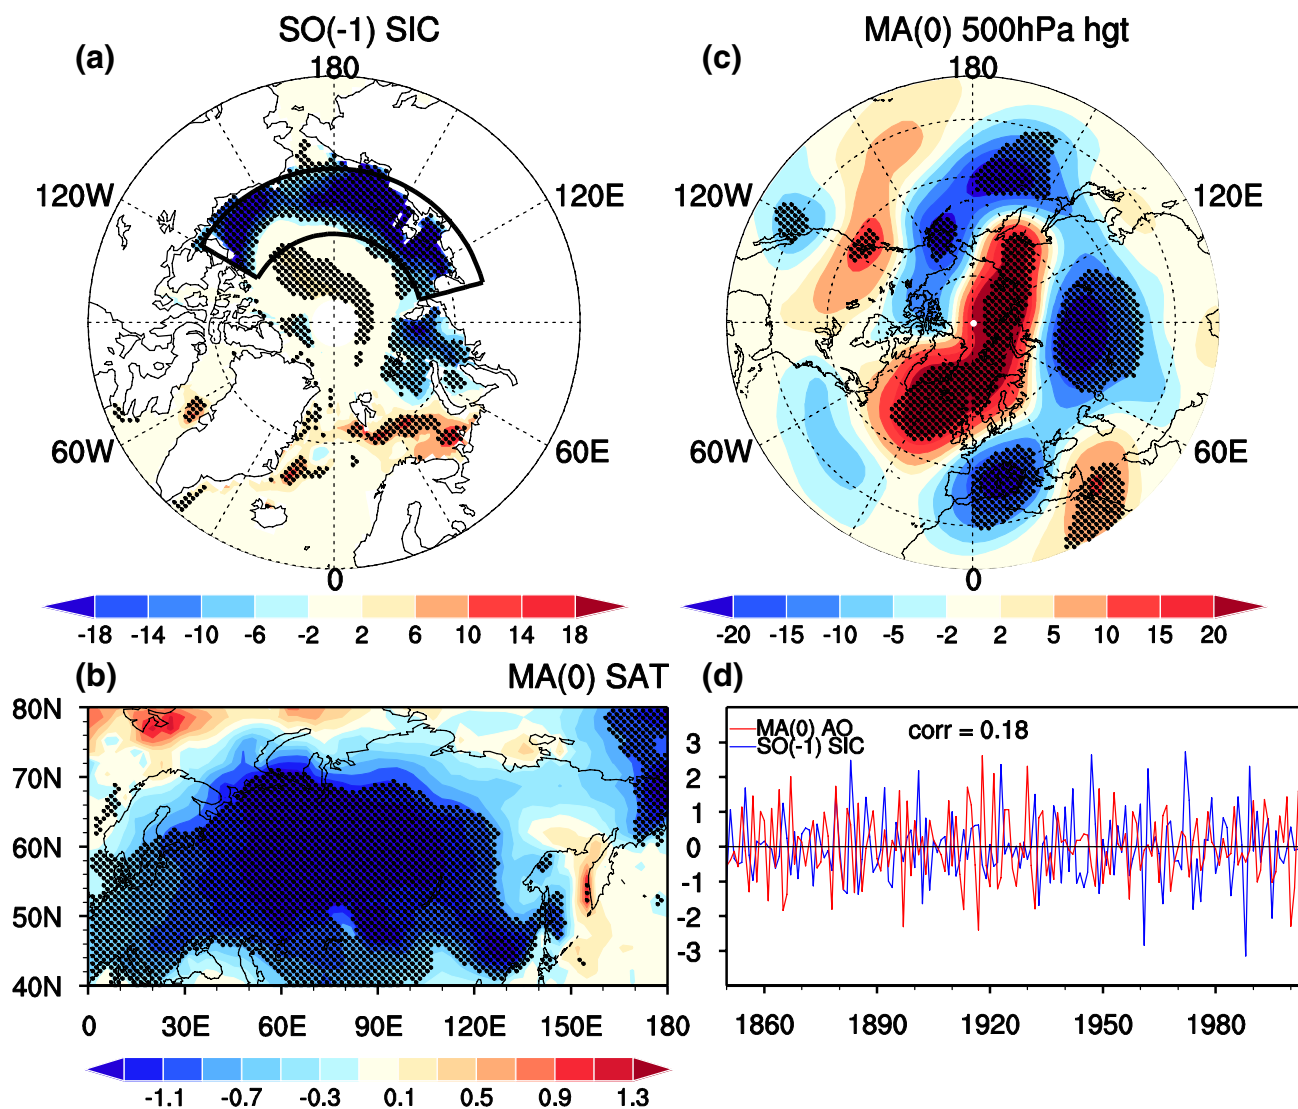 SO(-1) SIC
(a)
180
120W
120E
60W
60E
0
-18 -14 -10 -6 -2 2 6 10 14 18
MA(0) 500hPa hgt
(c)
180
120W
120E
60W
60E
0
-20 -15 -10 -5 -2 2 5 10 15 20
(b)
MA(0) SAT
80N
70N
60N
50N
40N
0 30E 60E 90E 120E 150E 180
-1.1 -0.7 -0.3 0.1 0.5 0.9 1.3
(d)
MA(0) AO
SO(-1) SIC
corr = 0.18
3
2
1
0
-1
-2
-3
1860 1890 1920 1950 1980